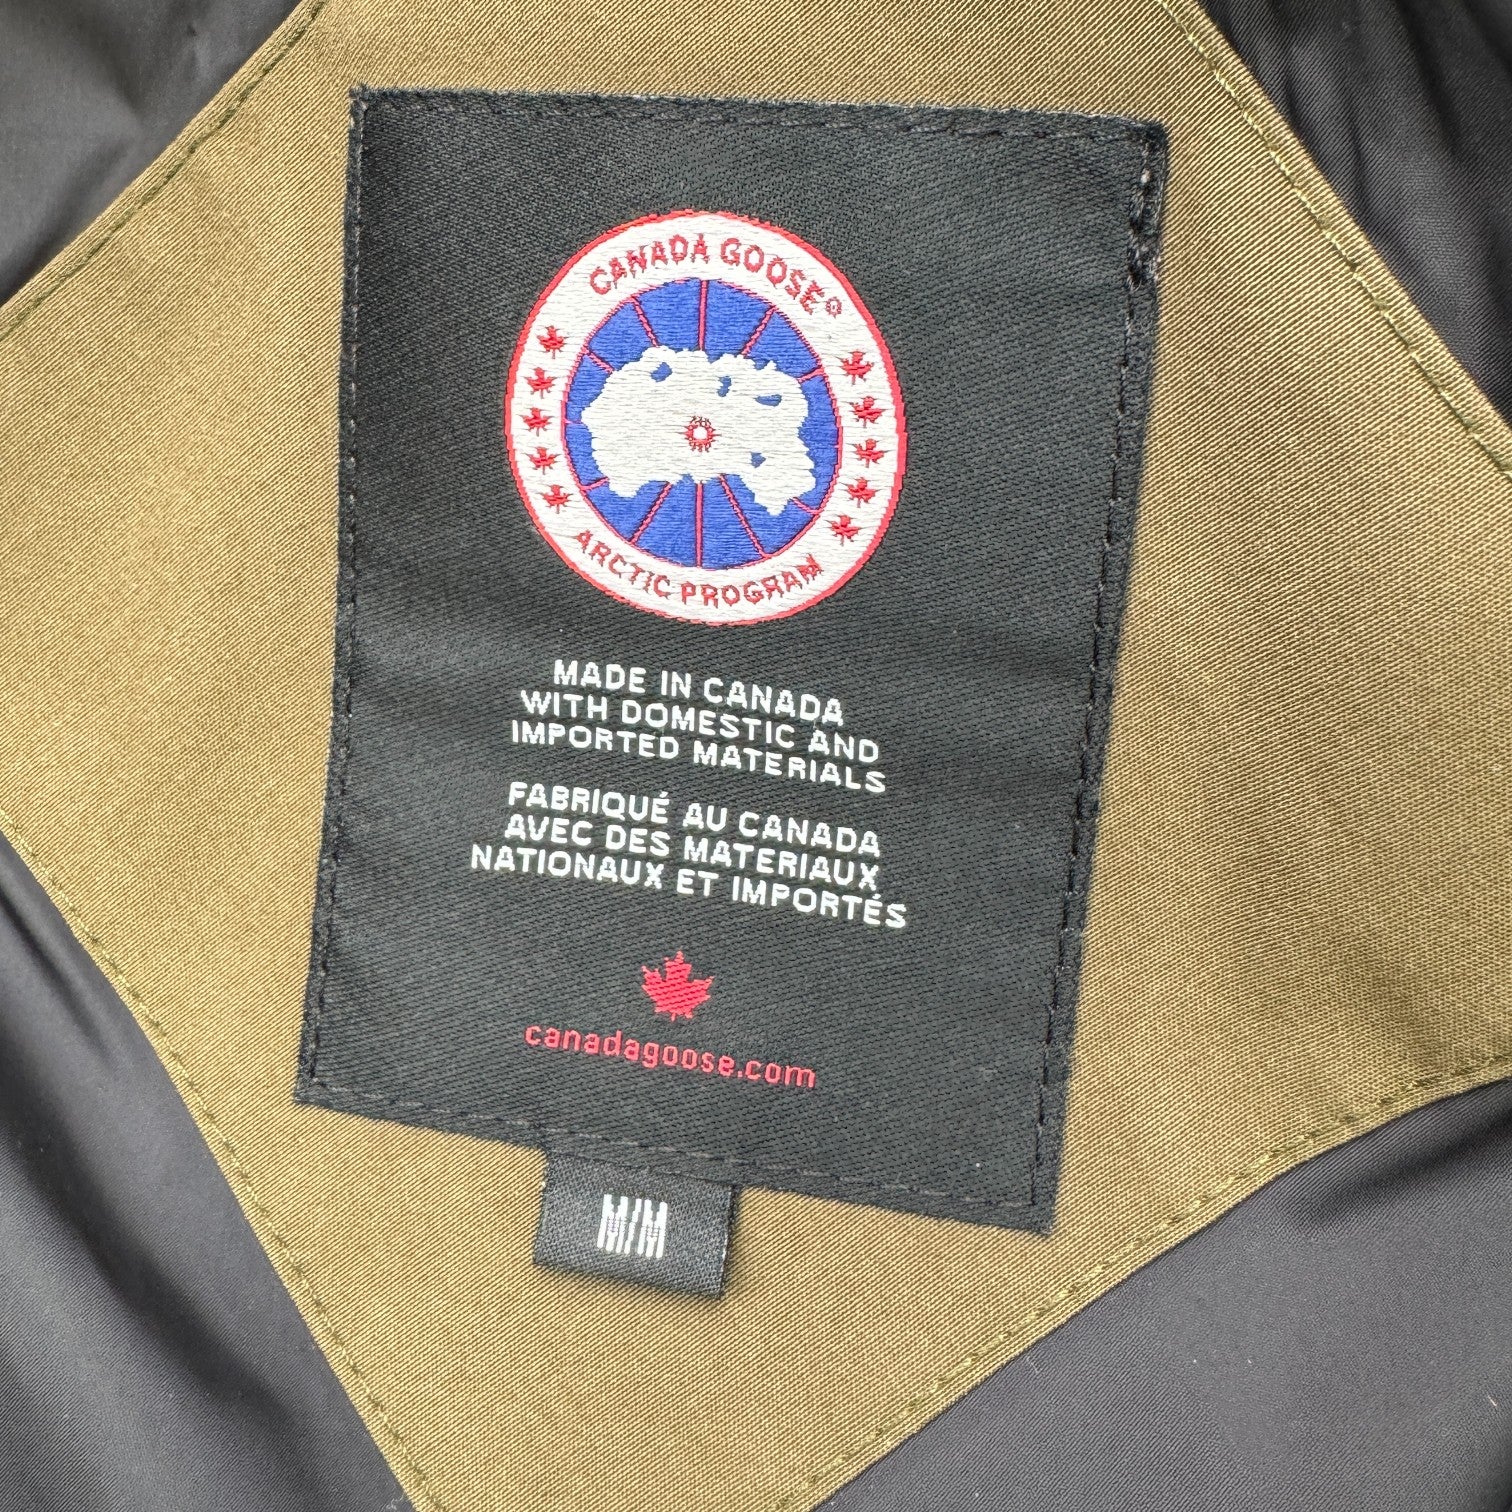 CANADA GOOSE®
ARCTIC PROGRAM
MADE IN CANADA
WITH DOMESTIC AND
IMPORTED MATERIALS
FABRIQUÉ AU CANADA
AVEC DES MATERIAUX
NATIONAUX ET IMPORTÉS
canadagoose.com
M/M